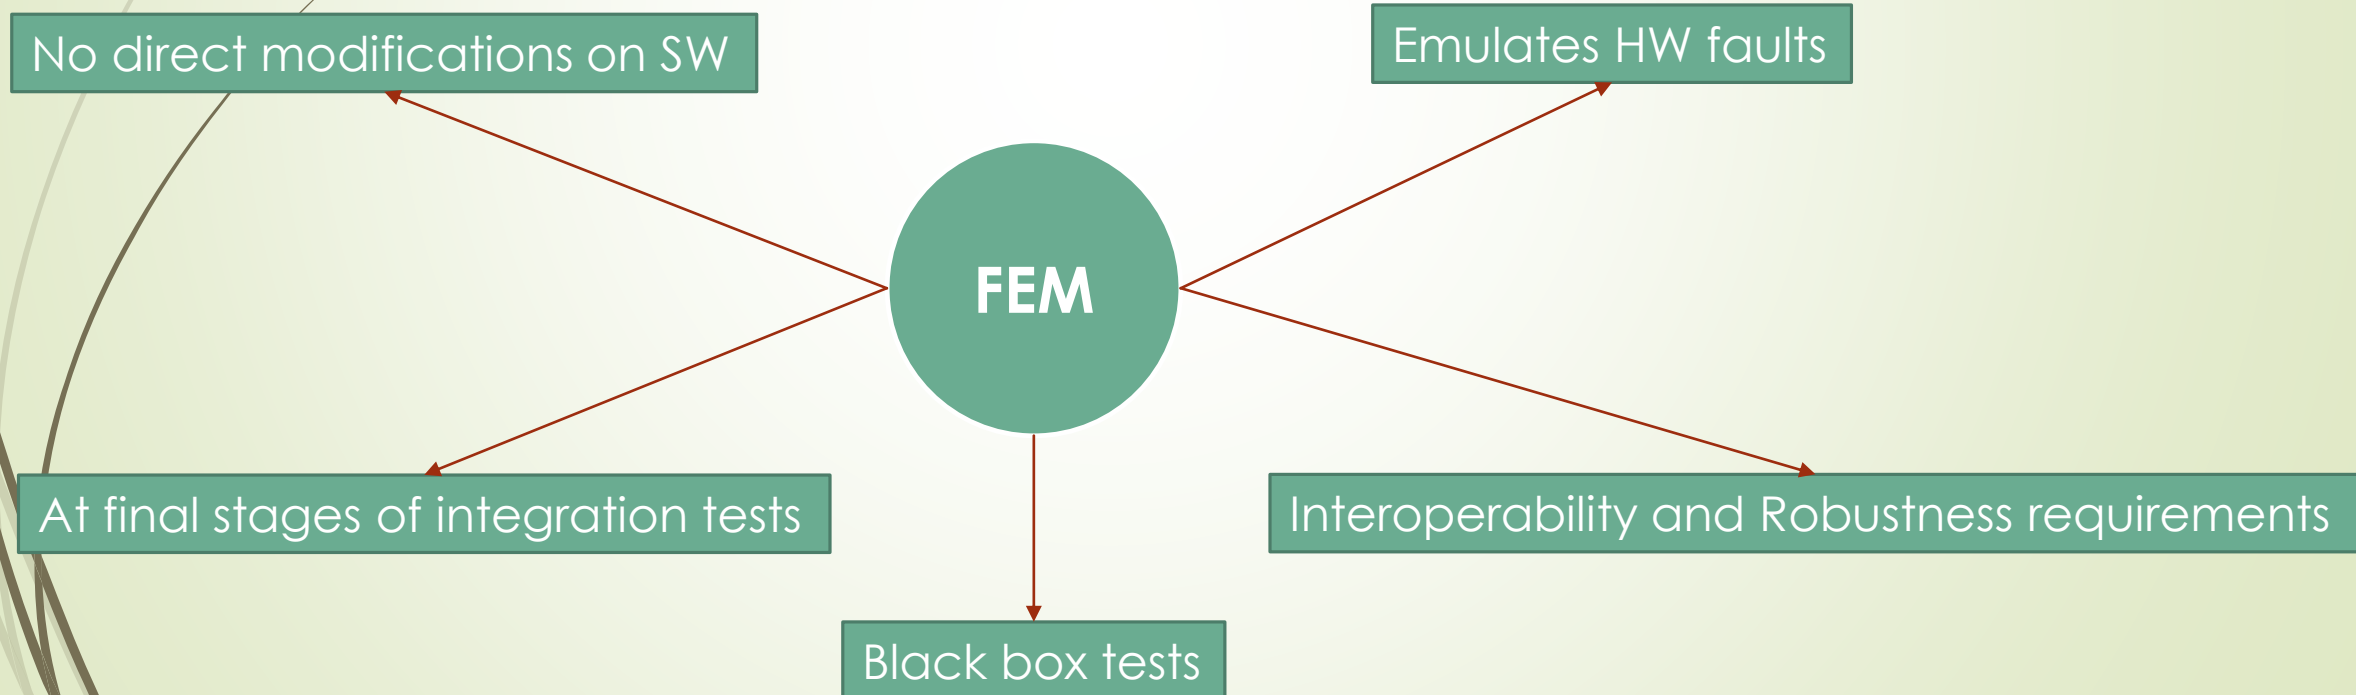 No direct modifications on SW
Emulates HW faults
FEM
At final stages of integration tests
Interoperability and Robustness requirements
Black box tests